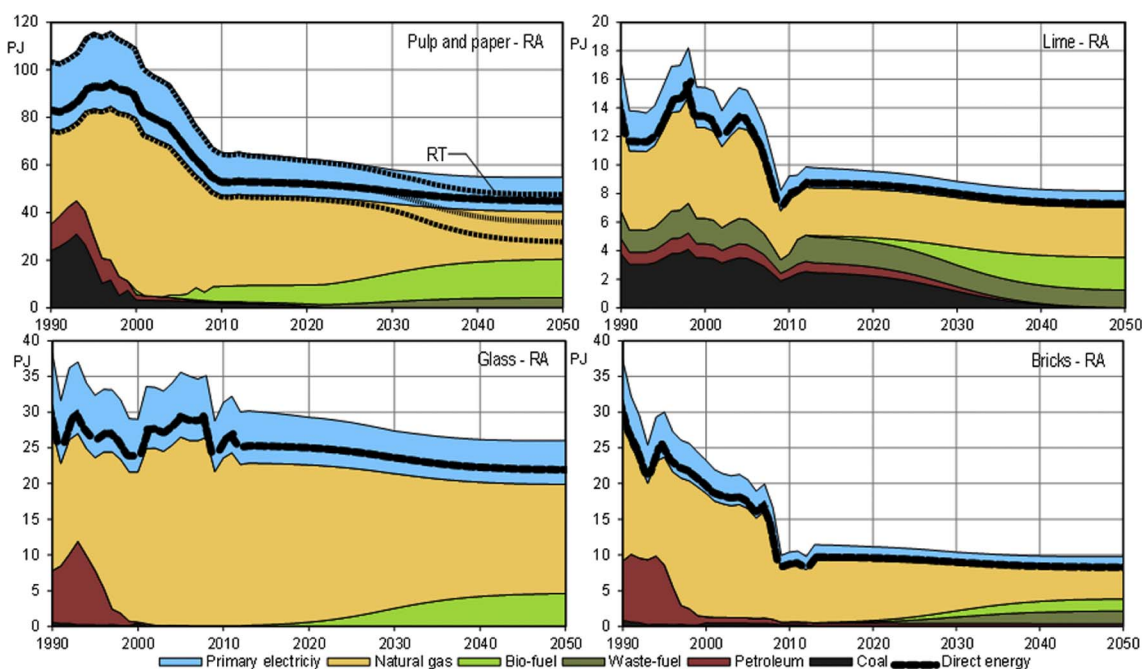 120
PJ
Pulp and paper - RA
100
80
60
RT
40
20
0
1990 2000 2010 2020 2030 2040 2050
20
PJ
Lime - RA
18
16
14
12
10
8
6
4
2
0
1990 2000 2010 2020 2030 2040 2050
40
PJ
Glass - RA
35
30
25
20
15
10
5
0
1990 2000 2010 2020 2030 2040 2050
40
PJ
Bricks - RA
35
30
25
20
15
10
5
0
1990 2000 2010 2020 2030 2040 2050
Primary electriciy Natural gas Bio-fuel Waste-fuel Petroleum Coal Direct energy